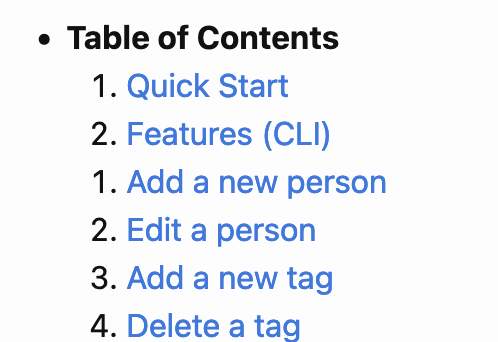 • Table of Contents
1. Quick Start
2. Features (CLI)
1. Add a new person
2. Edit a person
3. Add a new tag
4. Delete a tag